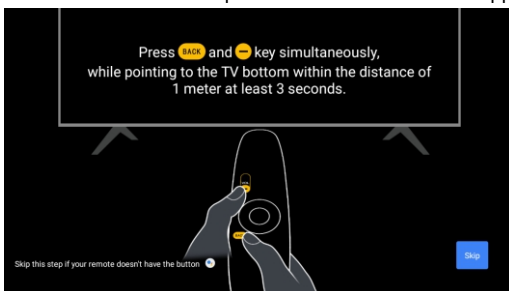 Press BACK and − key simultaneously,
while pointing to the TV bottom within the distance of
1 meter at least 3 seconds.
Skip this step if your remote doesn't have the button
Skip